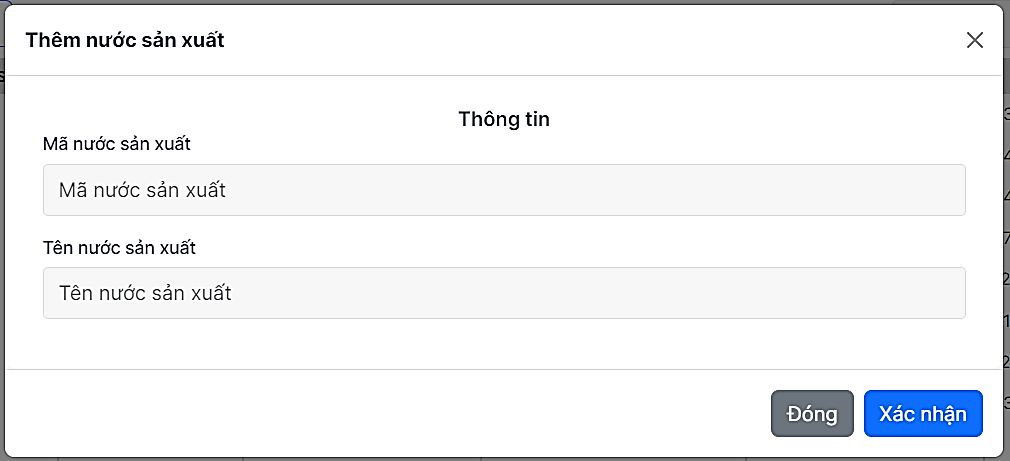 Thêm nước sản xuất
Thông tin
Mã nước sản xuất
Mã nước sản xuất
Tên nước sản xuất
Tên nước sản xuất
Đóng Xác nhận